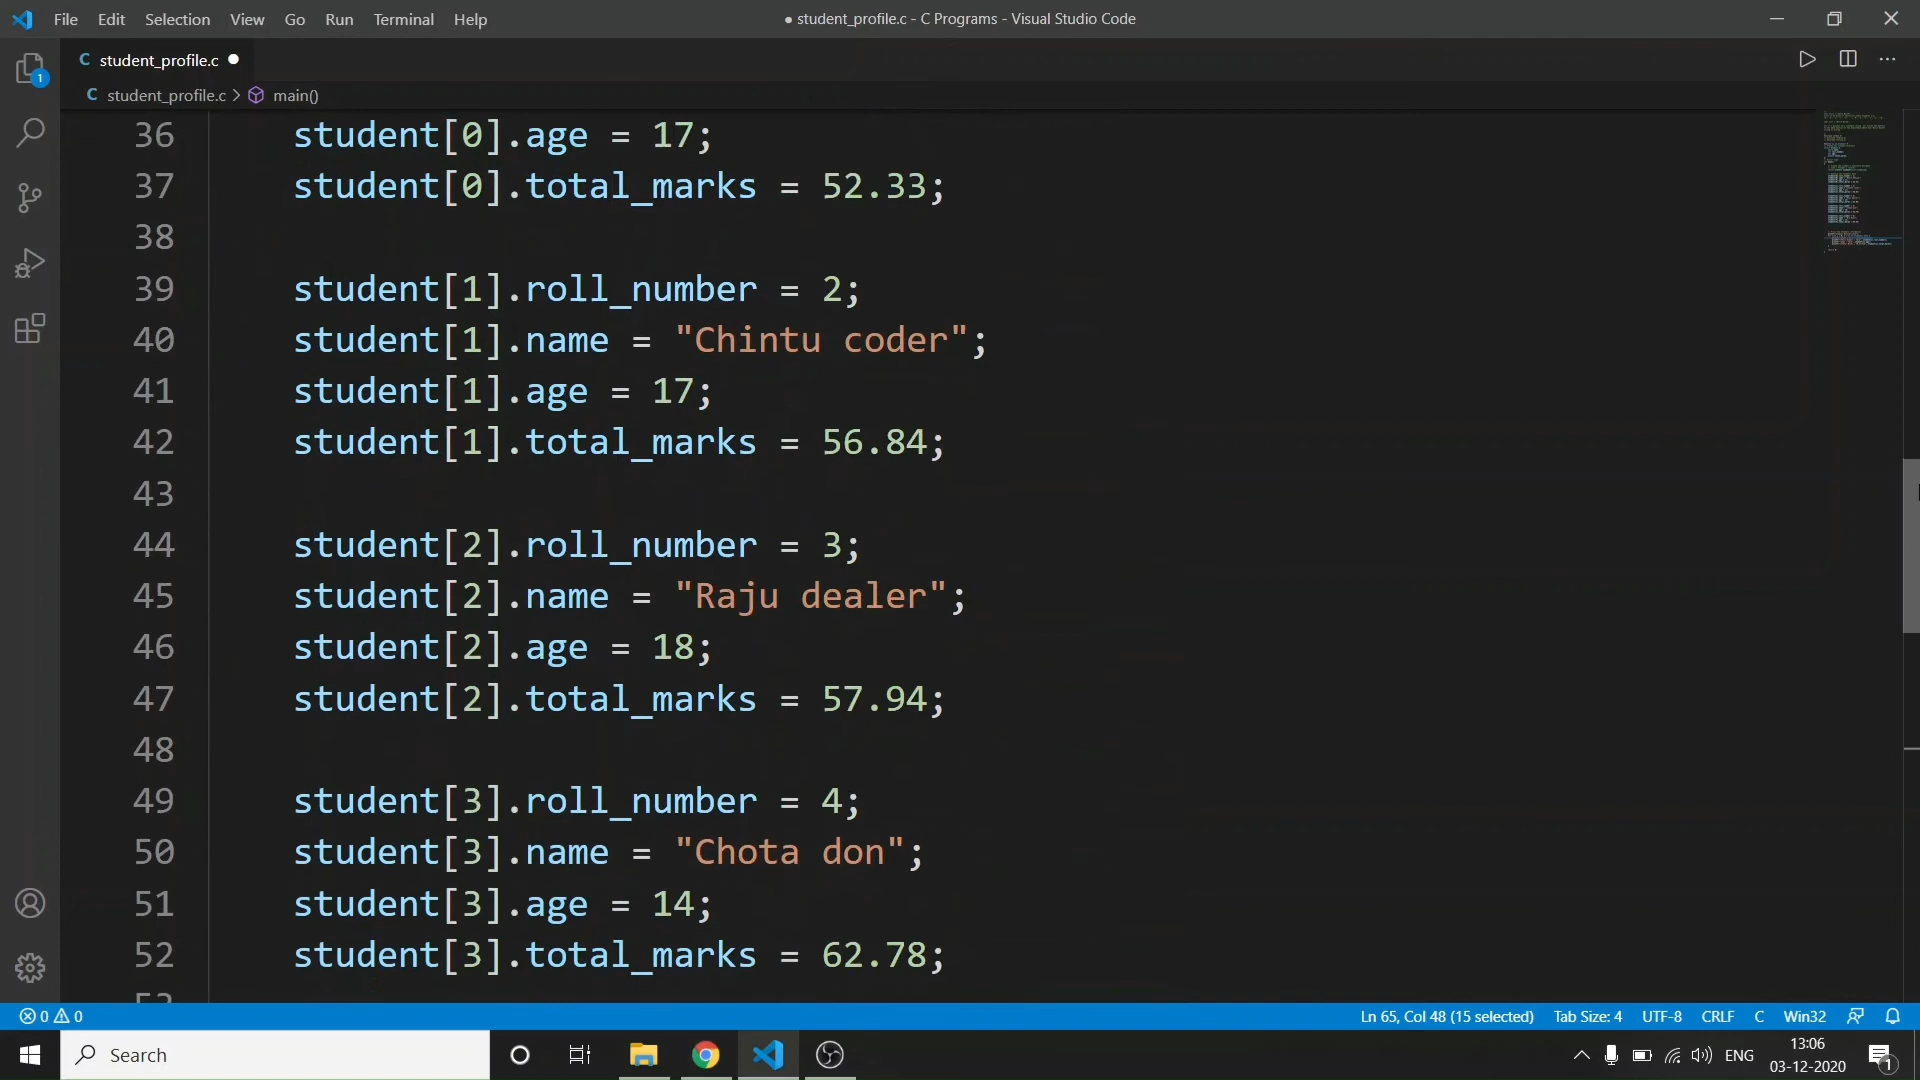 File Edit Selection View Go Run Terminal Help
● student_profile.c - C Programs - Visual Studio Code
C student_profile.c ●
C student_profile.c > main()
1
36 student[0].age = 17;
37 student[0].total_marks = 52.33;
38
39 student[1].roll_number = 2;
40 student[1].name = "Chintu coder";
41 student[1].age = 17;
42 student[1].total_marks = 56.84;
43
44 student[2].roll_number = 3;
45 student[2].name = "Raju dealer";
46 student[2].age = 18;
47 student[2].total_marks = 57.94;
48
49 student[3].roll_number = 4;
50 student[3].name = "Chota don";
51 student[3].age = 14;
52 student[3].total_marks = 62.78;
0 0 Ln 65, Col 48 (15 selected) Tab Size: 4 UTF-8 CRLF C Win32
Search
ENG
13:06
03-12-2020
1